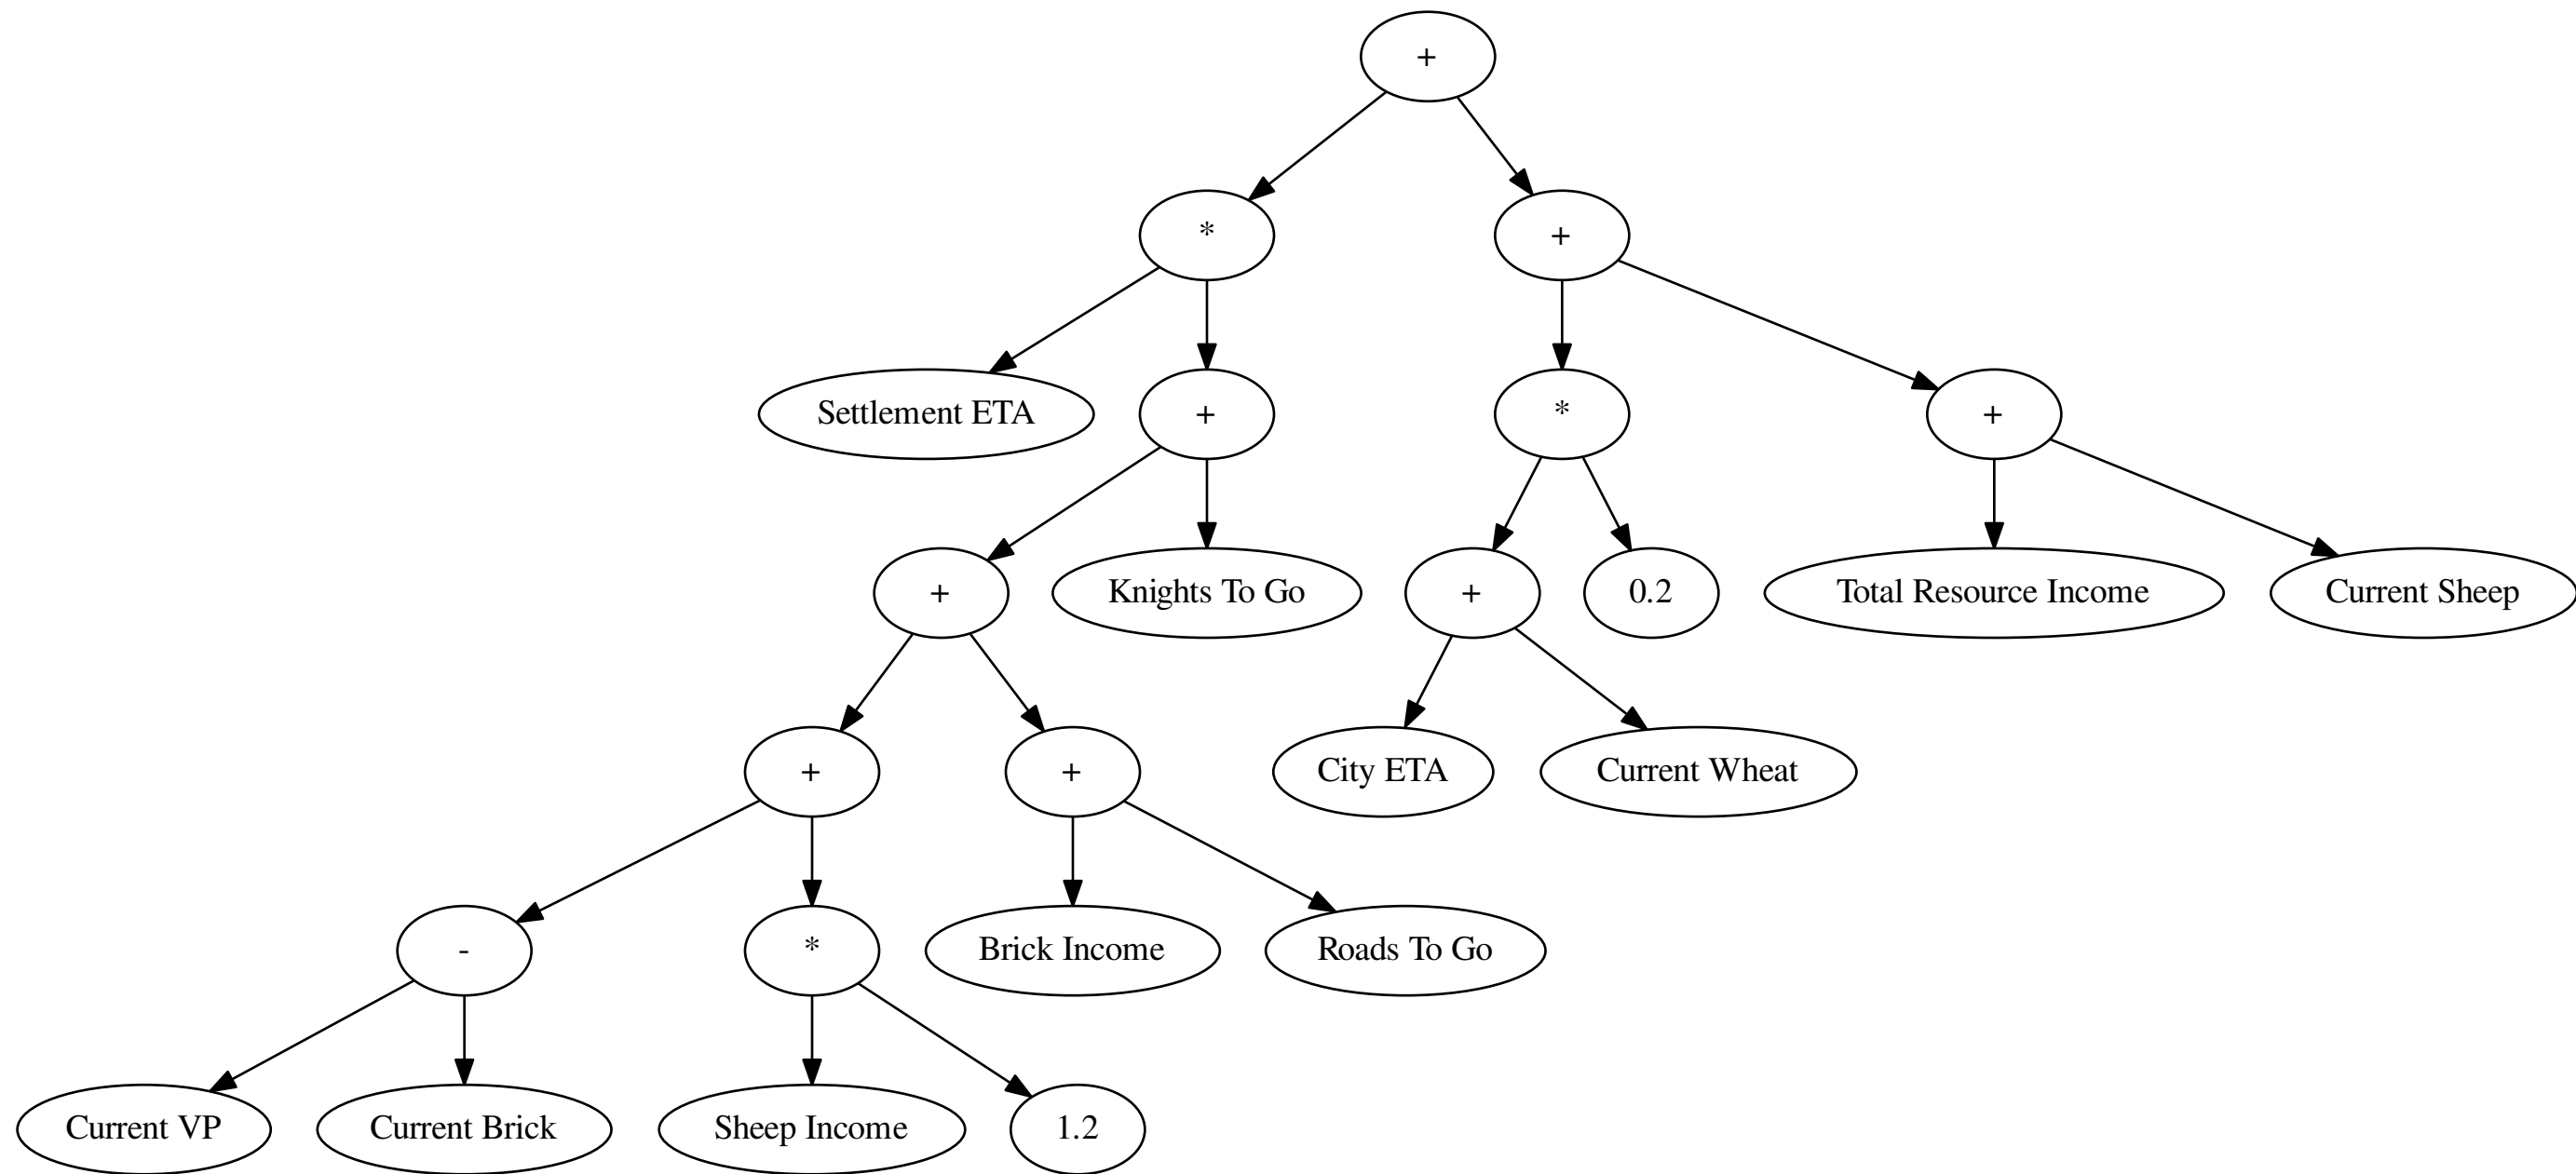 +
*
+
Settlement ETA
+
*
+
+
Knights To Go
+
0.2
Total Resource Income
Current Sheep
+
+
City ETA
Current Wheat
-
*
Brick Income
Roads To Go
Current VP
Current Brick
Sheep Income
1.2